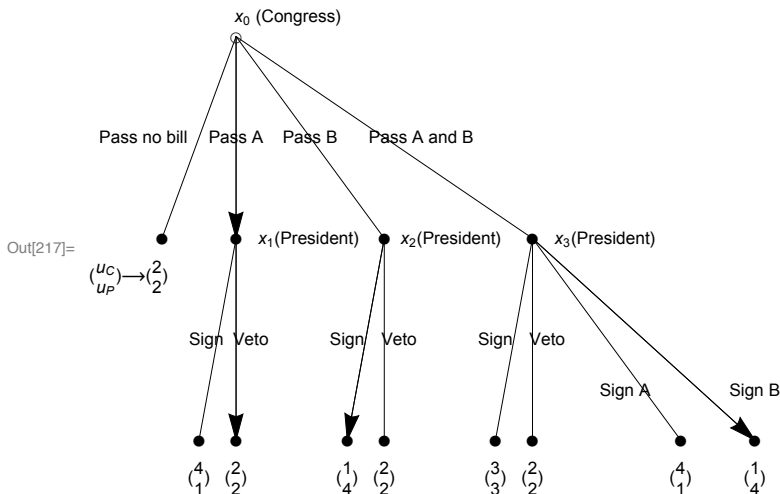 x₀ (Congress)
Pass no bill Pass A Pass B Pass A and B
Out[217]=
x₁(President) x₂(President) x₃(President)
(u_C u_P)→(2 2)
Sign Veto Sign Veto Sign Veto Sign A Sign B
(4 1) (2 2) (1 4) (2 2) (3 3) (2 2) (4 1) (1 4)